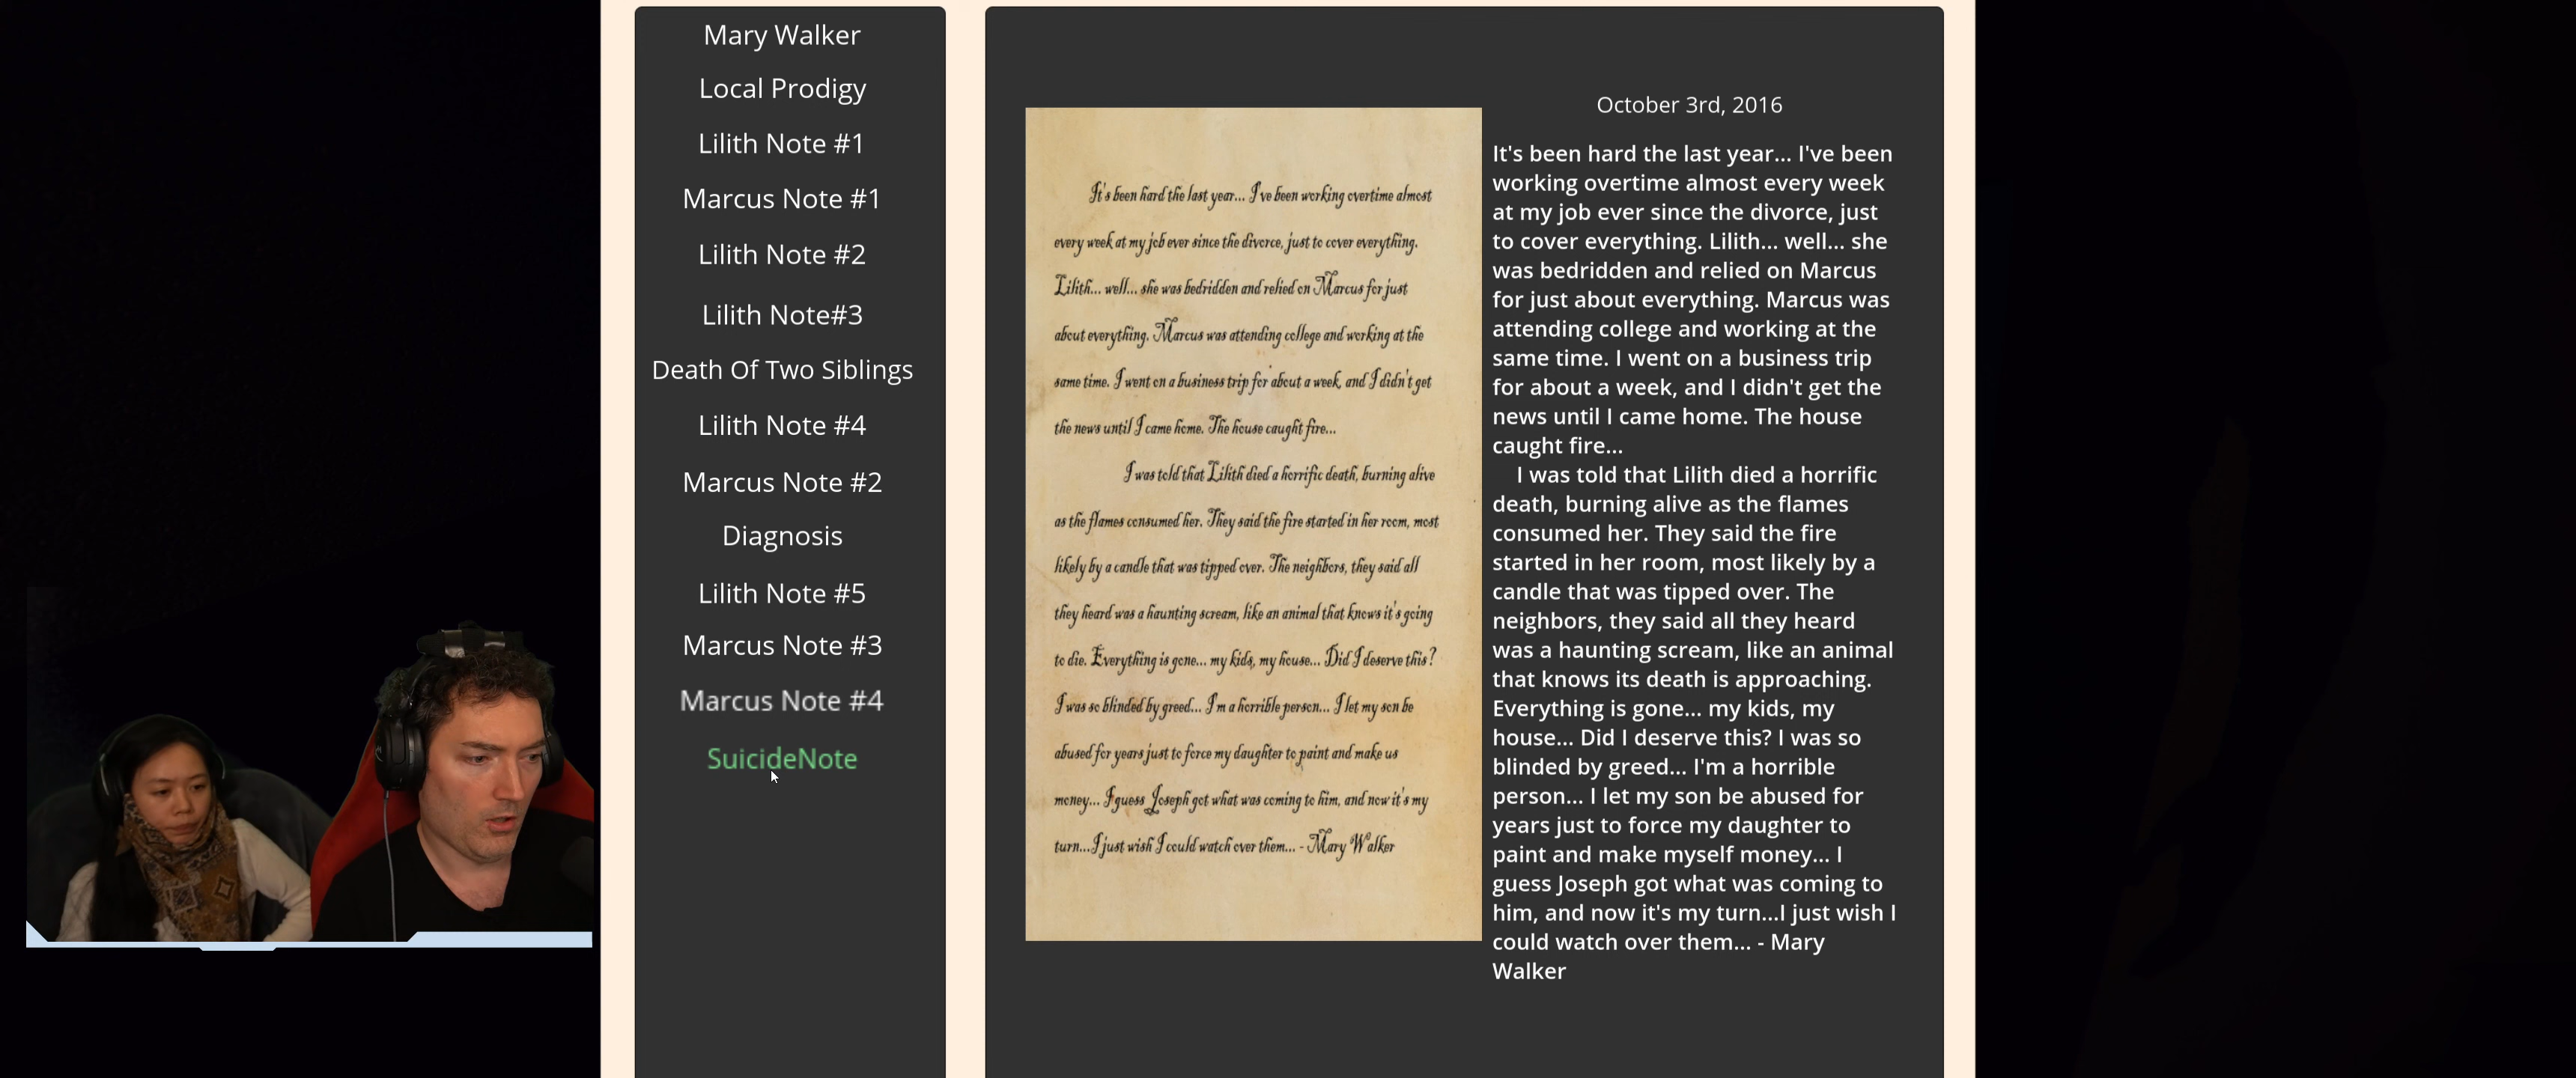 Mary Walker
Local Prodigy
Lilith Note #1
Marcus Note #1
Lilith Note #2
Lilith Note#3
Death Of Two Siblings
Lilith Note #4
Marcus Note #2
Diagnosis
Lilith Note #5
Marcus Note #3
Marcus Note #4
SuicideNote
It's been hard the last year... I've been working overtime almost
every week at my job ever since the divorce, just to cover everything.
Lilith... well... she was bedridden and relied on Marcus for just
about everything. Marcus was attending college and working at the
same time. I went on a business trip for about a week, and I didn't get
the news until I came home. The house caught fire...
I was told that Lilith died a horrific death, burning alive
as the flames consumed her. They said the fire started in her room, most
likely by a candle that was tipped over. The neighbors, they said all
they heard was a haunting scream, like an animal that knows it's going
to die. Everything is gone... my kids, my house... Did I deserve this?
I was so blinded by greed... I'm a horrible person... I let my son be
abused for years just to force my daughter to paint and make us
money... I guess Joseph got what was coming to him, and now it's my
turn...I just wish I could watch over them... - Mary Walker
October 3rd, 2016
It's been hard the last year... I've been
working overtime almost every week
at my job ever since the divorce, just
to cover everything. Lilith... well... she
was bedridden and relied on Marcus
for just about everything. Marcus was
attending college and working at the
same time. I went on a business trip
for about a week, and I didn't get the
news until I came home. The house
caught fire...
I was told that Lilith died a horrific
death, burning alive as the flames
consumed her. They said the fire
started in her room, most likely by a
candle that was tipped over. The
neighbors, they said all they heard
was a haunting scream, like an animal
that knows its death is approaching.
Everything is gone... my kids, my
house... Did I deserve this? I was so
blinded by greed... I'm a horrible
person... I let my son be abused for
years just to force my daughter to
paint and make myself money... I
guess Joseph got what was coming to
him, and now it's my turn...I just wish I
could watch over them... - Mary
Walker